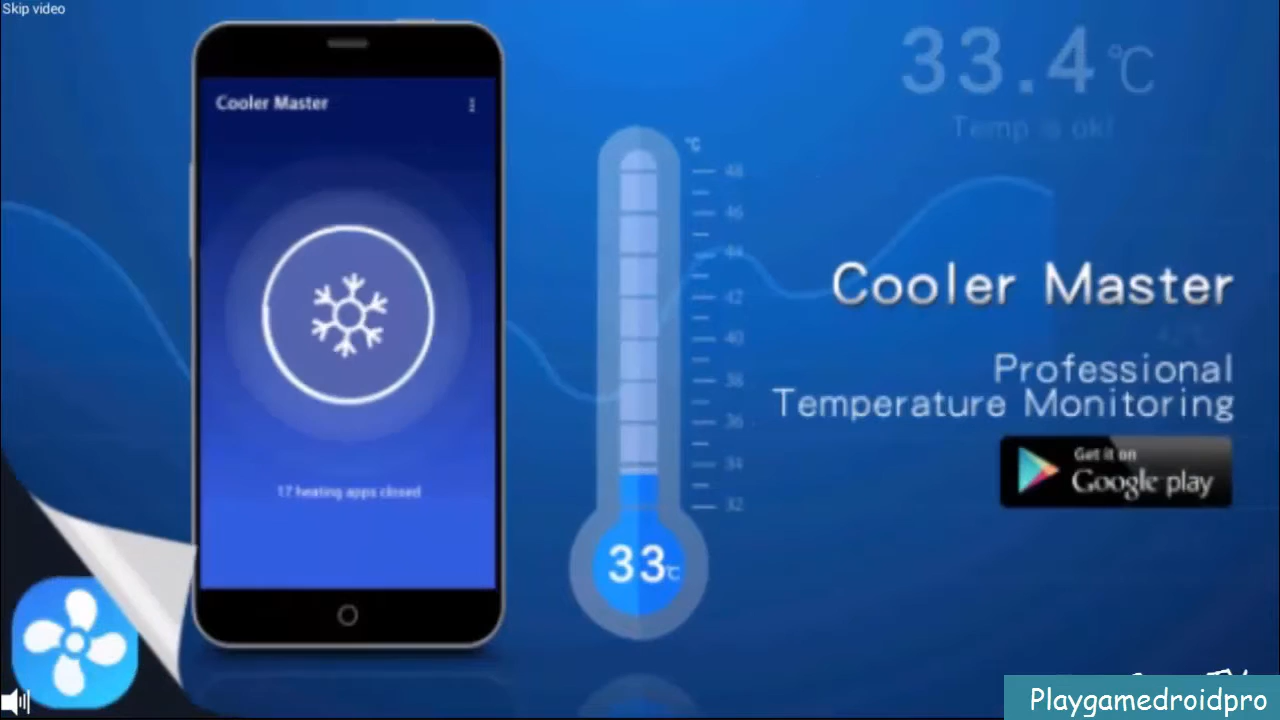 Skip video
33.4°C
Temp is ok!
Cooler Master
°C
48
46
44
42
40
38
36
34
32
Cooler Master
Professional
Temperature Monitoring
Get it on
Google play
17 heating apps closed
33°C
Playgamedroidpro